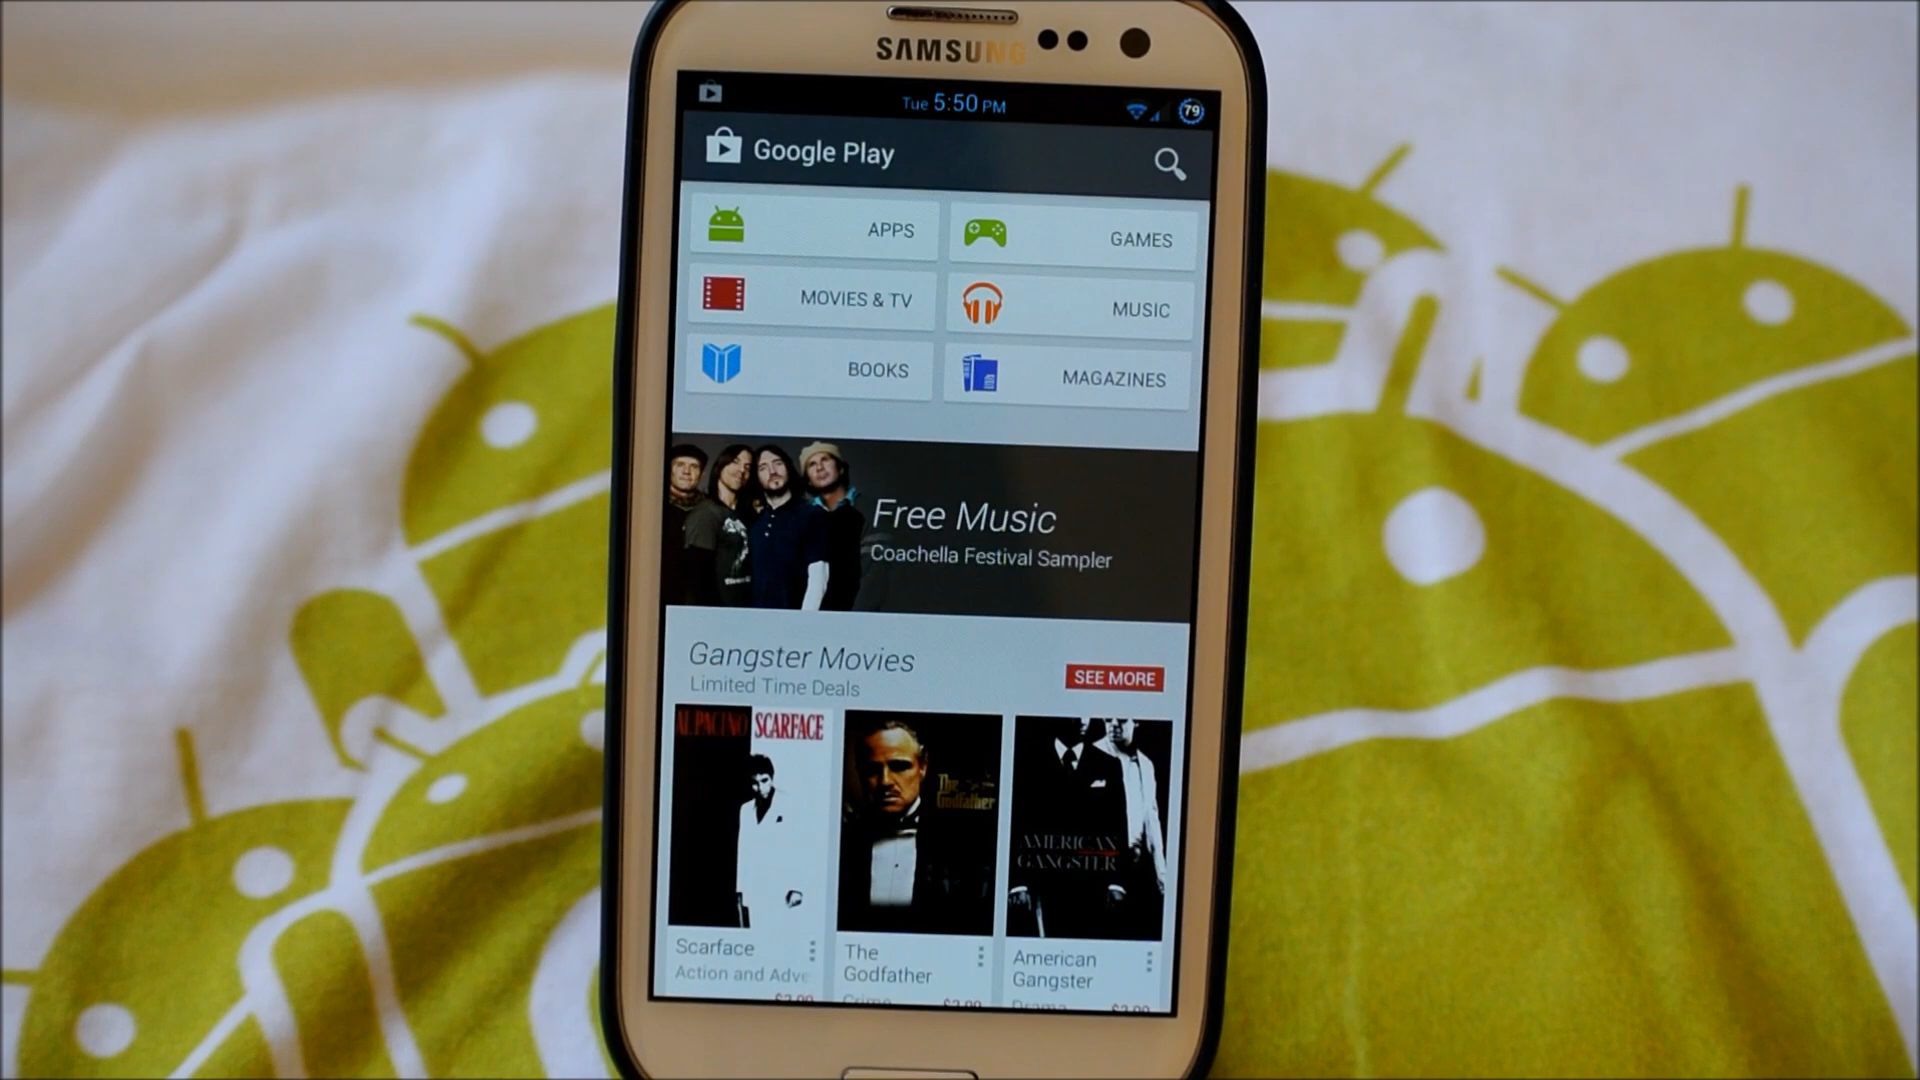 SAMSUNG
Tue 5:50 PM
79
Google Play
APPS
GAMES
MOVIES & TV
MUSIC
BOOKS
MAGAZINES
Free Music
Coachella Festival Sampler
Gangster Movies
Limited Time Deals
SEE MORE
AL PACINO SCARFACE
The
Godfather
AMERICAN
GANGSTER
Scarface
Action and Adve
The
Godfather
Crime
American
Gangster
Drama